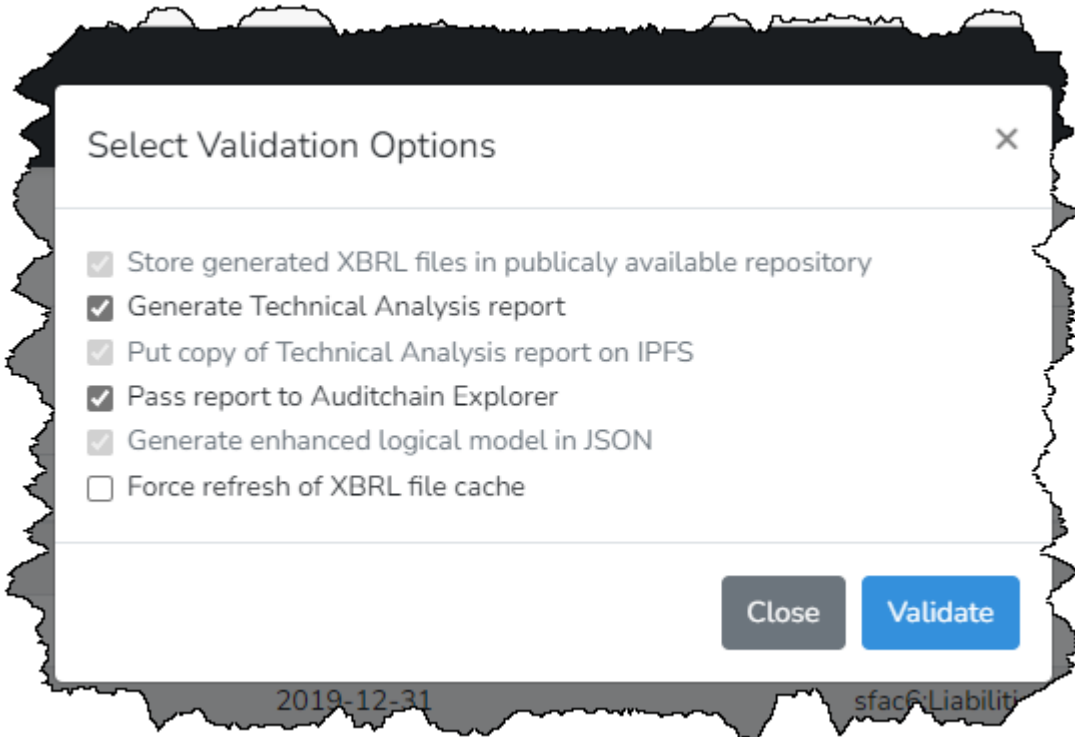 Select Validation Options
×
Store generated XBRL files in publicaly available repository
Generate Technical Analysis report
Put copy of Technical Analysis report on IPFS
Pass report to Auditchain Explorer
Generate enhanced logical model in JSON
Force refresh of XBRL file cache
Close Validate
2019-12-31 sfac6:Liabiliti